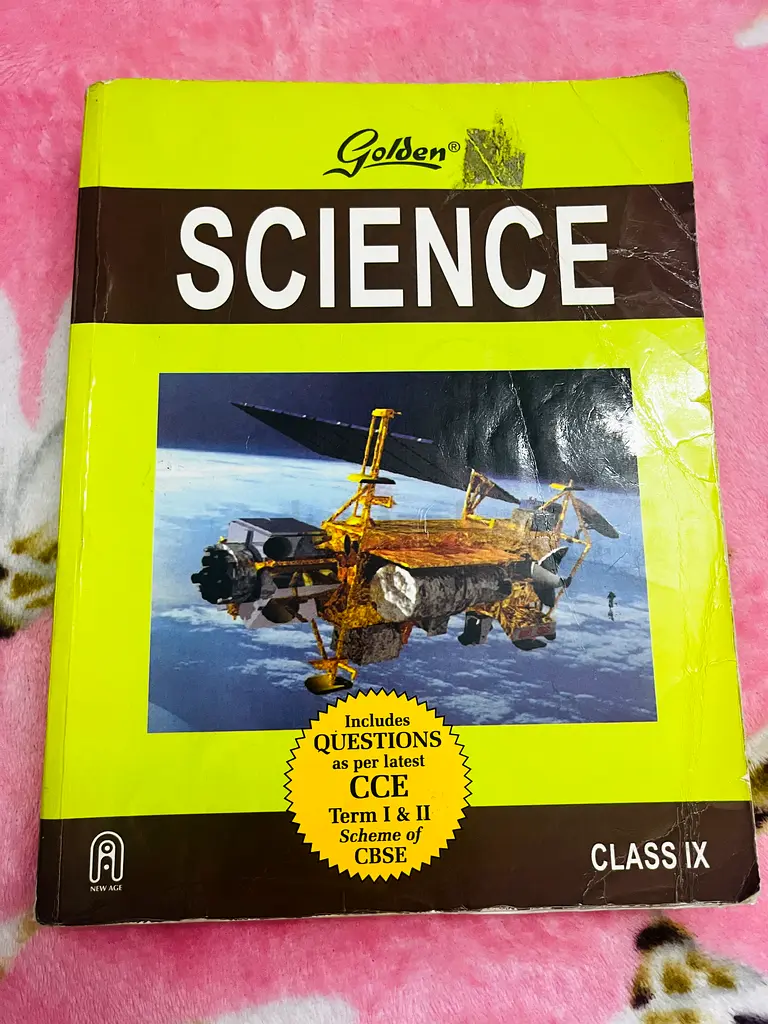 Golden®
SCIENCE
Includes
QUESTIONS
as per latest
CCE
Term I & II
Scheme of
CBSE
CLASS IX
NEW AGE